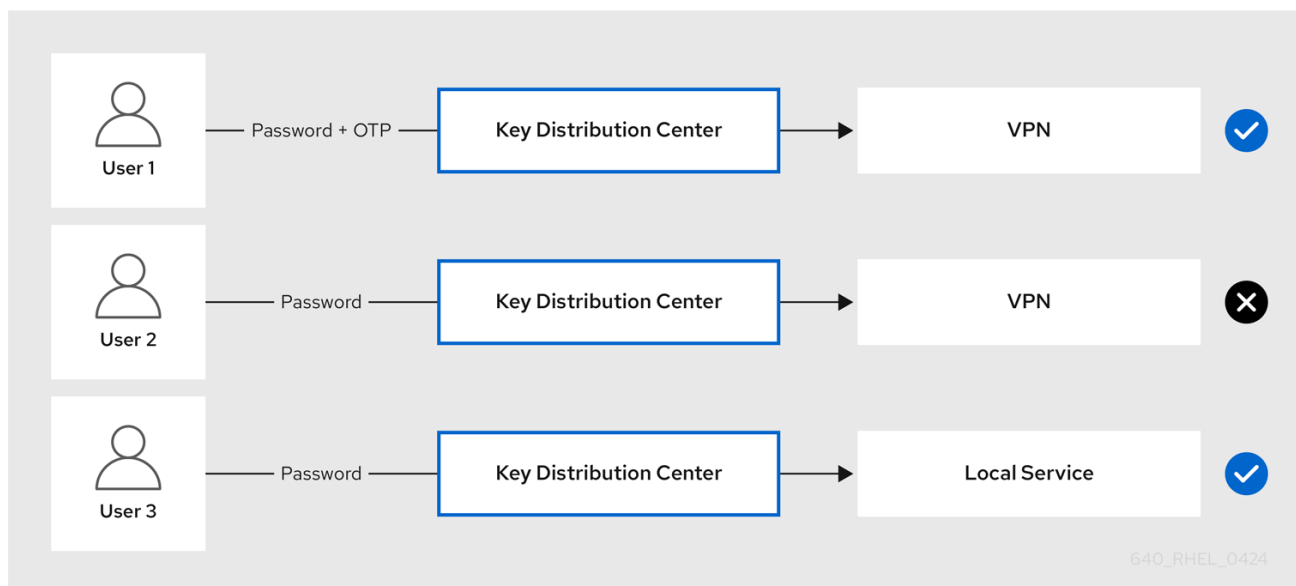 Password + OTP
Key Distribution Center
VPN
User 1
Password
Key Distribution Center
VPN
User 2
Password
Key Distribution Center
Local Service
User 3
640_RHEL_0424